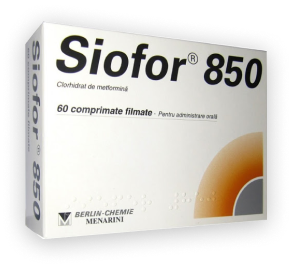 Siofor® 850
Clorhidrat de metformină
60 comprimate filmate - Pentru administrare orală
BERLIN-CHEMIE
MENARINI
Siofor® 850